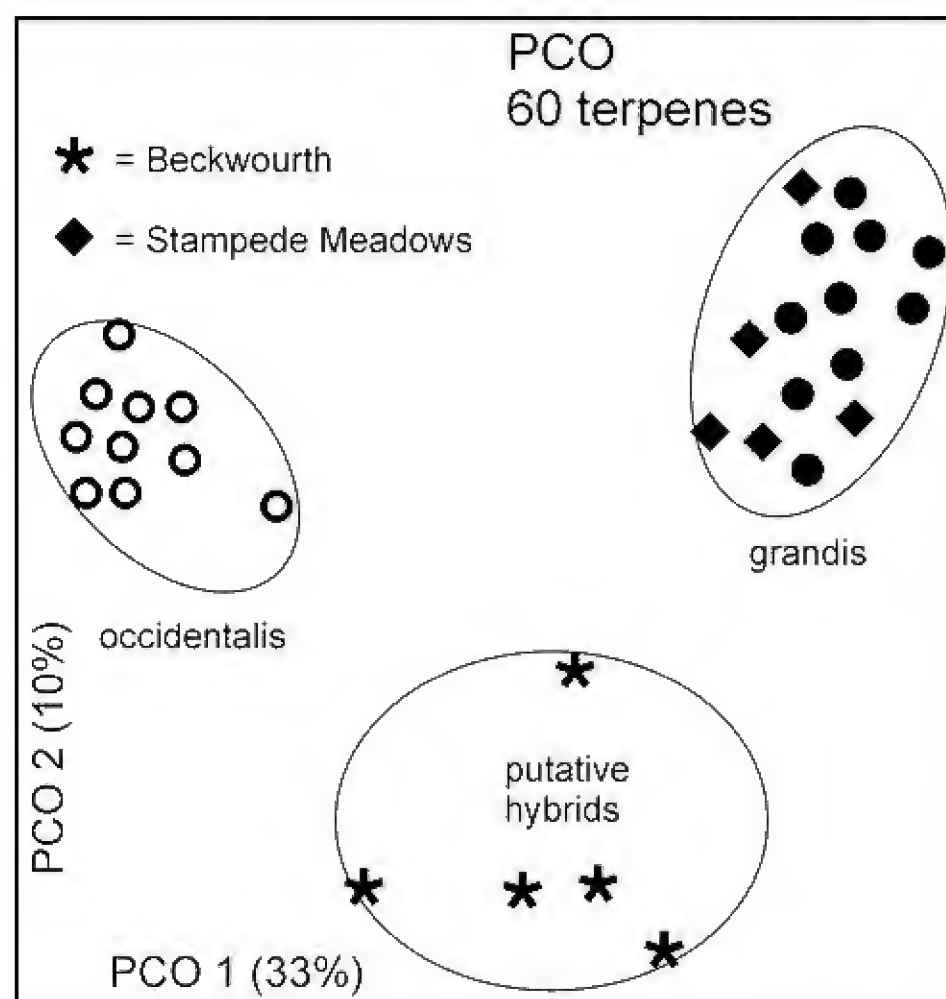 PCO
60 terpenes
= Beckwourth
= Stampede Meadows
grandis
occidentalis
putative
hybrids
PCO 2 (10%)
PCO 1 (33%)